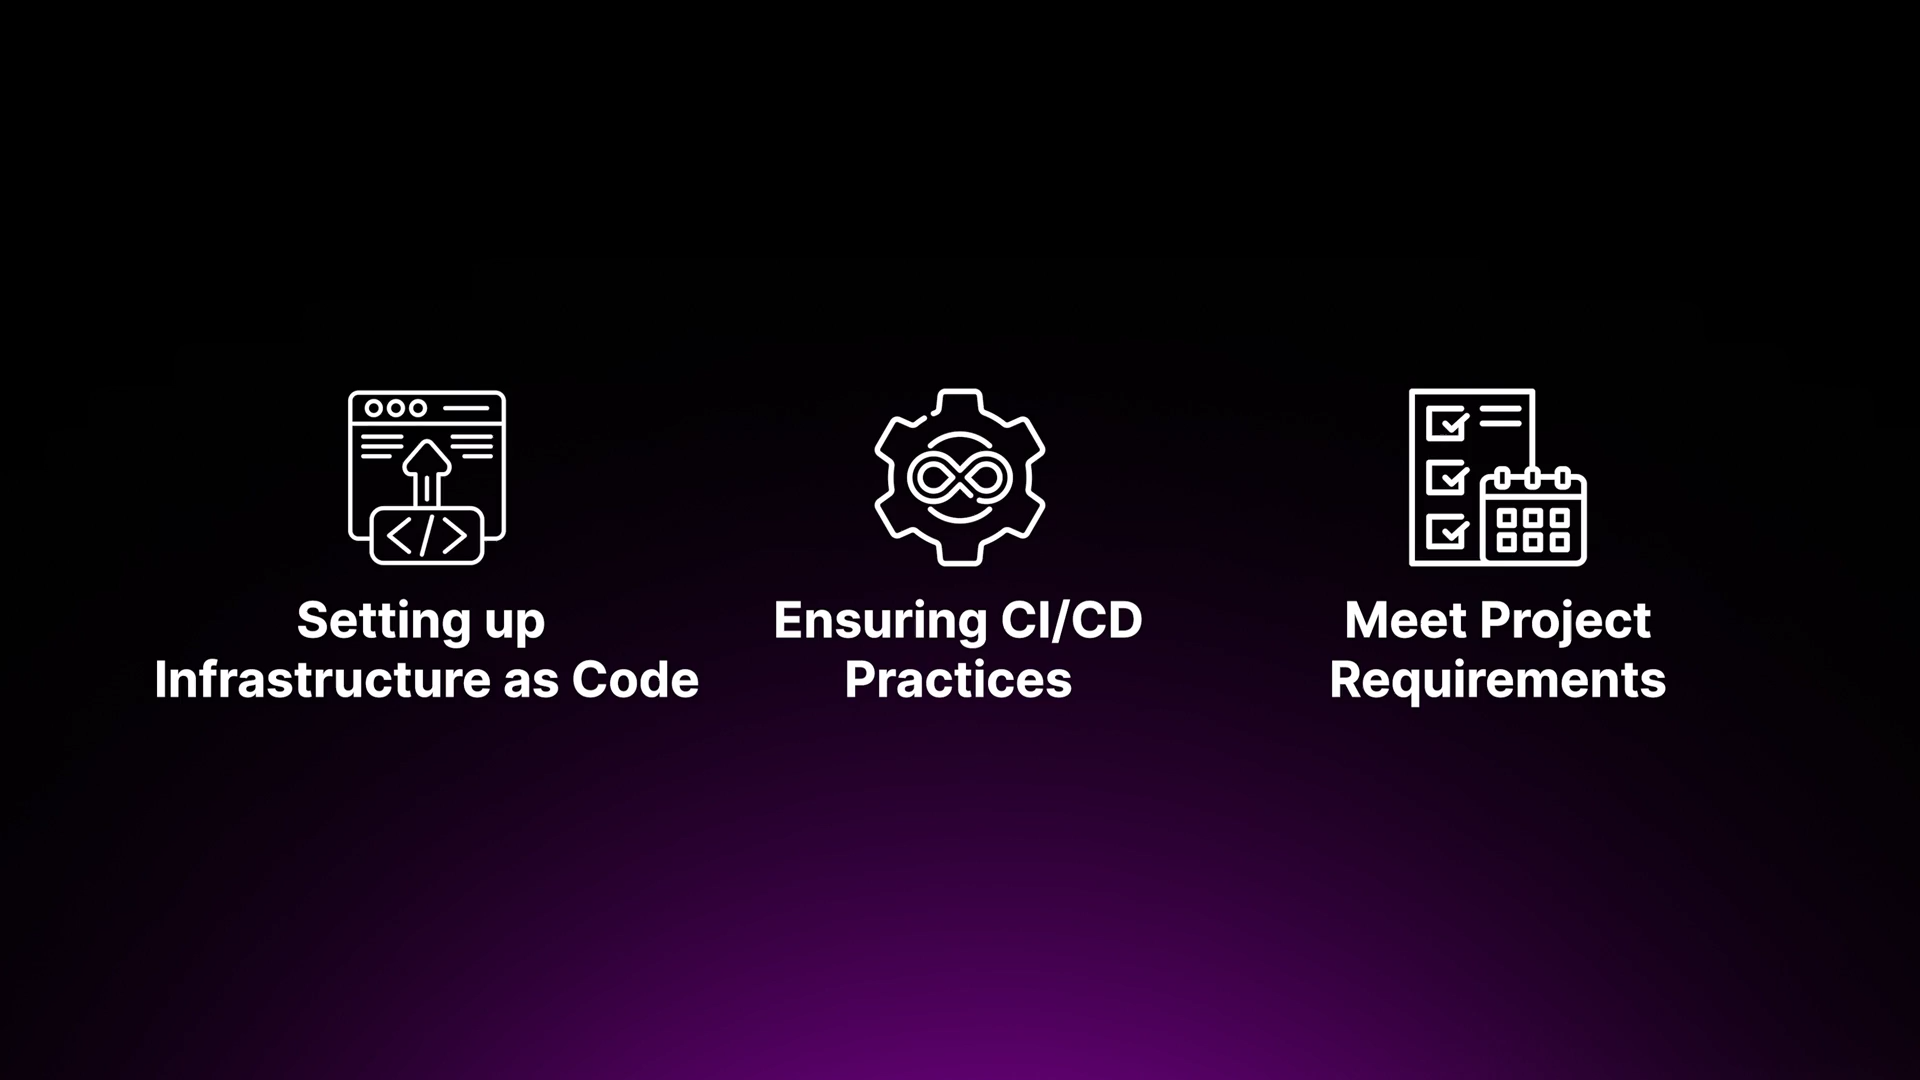 Setting up
Infrastructure as Code
Ensuring CI/CD
Practices
Meet Project
Requirements